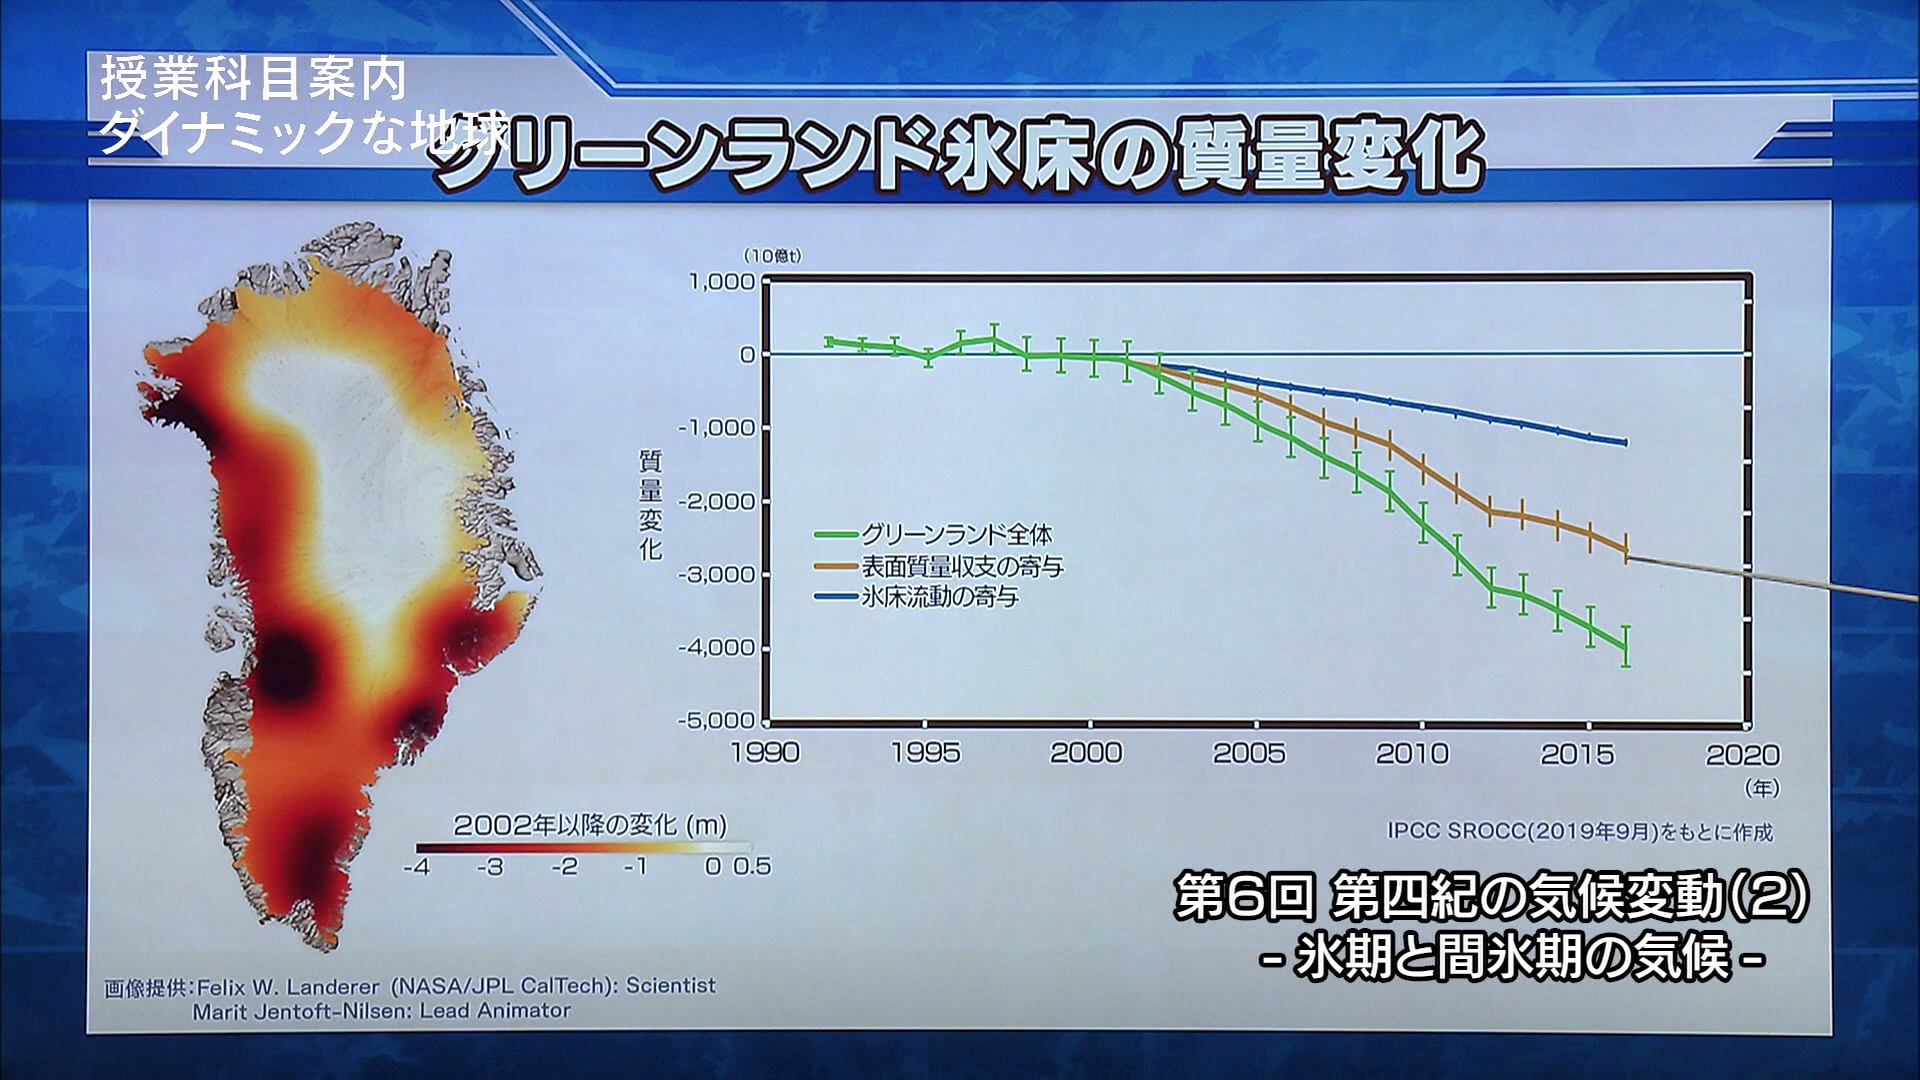 授業科目案内
ダイナミックな地球
グリーンランド氷床の質量変化
(10億t)
1,000
0
-1,000
-2,000
-3,000
-4,000
-5,000
質量変化
グリーンランド全体
表面質量収支の寄与
氷床流動の寄与
1990 1995 2000 2005 2010 2015 2020
(年)
2002年以降の変化 (m)
-4 -3 -2 -1 0 0.5
IPCC SROCC(2019年9月)をもとに作成
第6回 第四紀の気候変動(2)
- 氷期と間氷期の気候 -
画像提供:Felix W. Landerer (NASA/JPL CalTech): Scientist
Marit Jentoft-Nilsen: Lead Animator